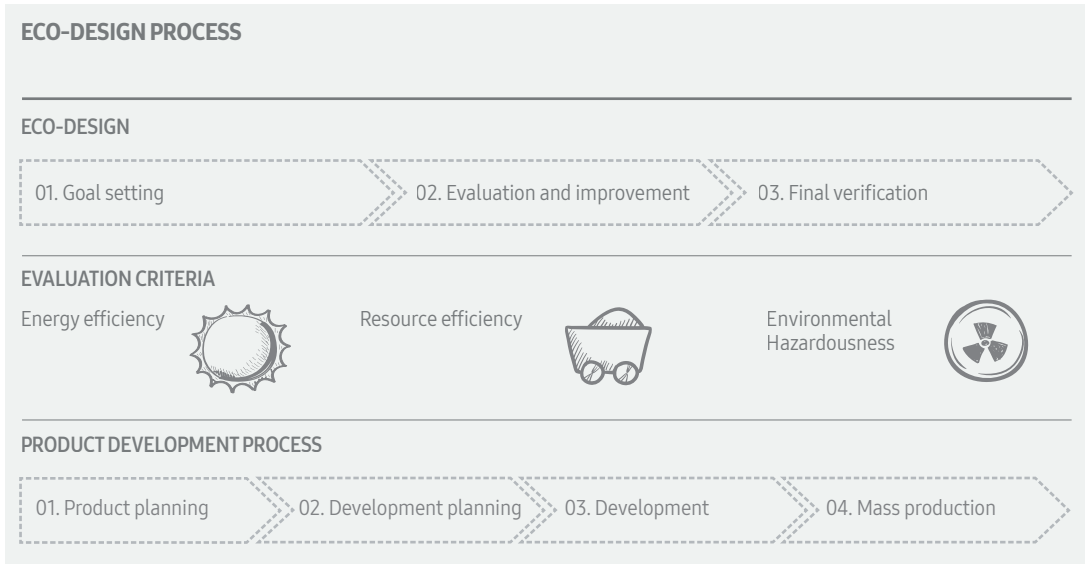 ECO-DESIGN PROCESS
ECO-DESIGN
01. Goal setting
02. Evaluation and improvement
03. Final verification
EVALUATION CRITERIA
Energy efficiency
Resource efficiency
Environmental
Hazardousness
PRODUCT DEVELOPMENT PROCESS
01. Product planning
02. Development planning
03. Development
04. Mass production